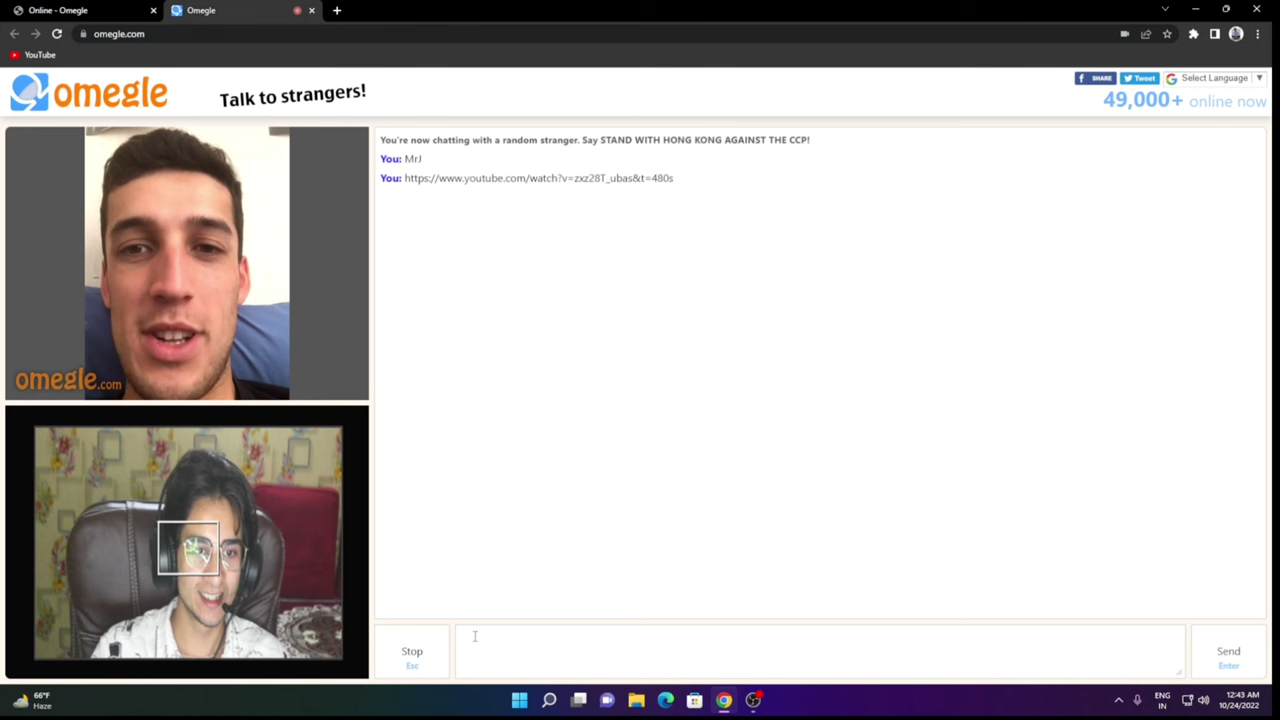 Online - Omegle
Omegle
omegle.com
YouTube
omegle
Talk to strangers!
SHARE
Tweet
Select Language
49,000+ online now
You're now chatting with a random stranger. Say STAND WITH HONG KONG AGAINST THE CCP!
You: MrJ
You: https://www.youtube.com/watch?v=zxz28T_ubas&t=480s
omegle.com
Stop
Esc
Send
Enter
66°F
Haze
ENG
IN
12:43 AM
10/24/2022